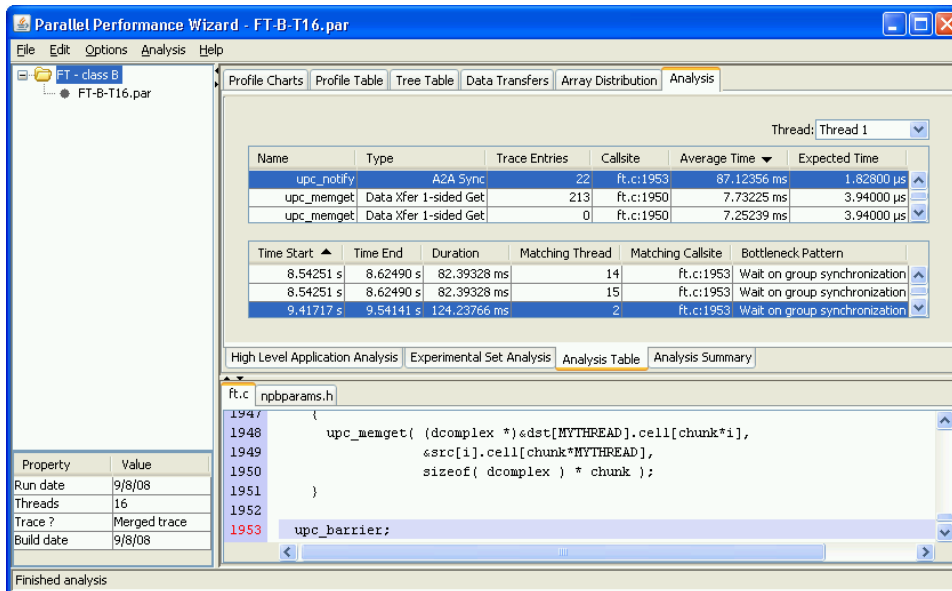 Parallel Performance Wizard - FT-B-T16.par
File Edit Options Analysis Help
FT - class B
FT-B-T16.par
Profile Charts Profile Table Tree Table Data Transfers Array Distribution Analysis
Thread: Thread 1
Name Type Trace Entries Callsite Average Time Expected Time
upc_notify A2A Sync 22 ft.c:1953 87.12356 ms 1.82800 µs
upc_memget Data Xfer 1-sided Get 213 ft.c:1950 7.73225 ms 3.94000 µs
upc_memget Data Xfer 1-sided Get 0 ft.c:1950 7.25239 ms 3.94000 µs
Time Start Time End Duration Matching Thread Matching Callsite Bottleneck Pattern
8.54251 s 8.62490 s 82.39328 ms 14 ft.c:1953 Wait on group synchronization
8.54251 s 8.62490 s 82.39328 ms 15 ft.c:1953 Wait on group synchronization
9.41717 s 9.54141 s 124.23766 ms 2 ft.c:1953 Wait on group synchronization
High Level Application Analysis Experimental Set Analysis Analysis Table Analysis Summary
ft.c npbparams.h
1947 {
1948 upc_memget( (dcomplex *)&dst[MYTHREAD].cell[chunk*i],
1949 &src[i].cell[chunk*MYTHREAD],
1950 sizeof( dcomplex ) * chunk );
1951 }
1952
1953 upc_barrier;
Property Value
Run date 9/8/08
Threads 16
Trace ? Merged trace
Build date 9/8/08
Finished analysis